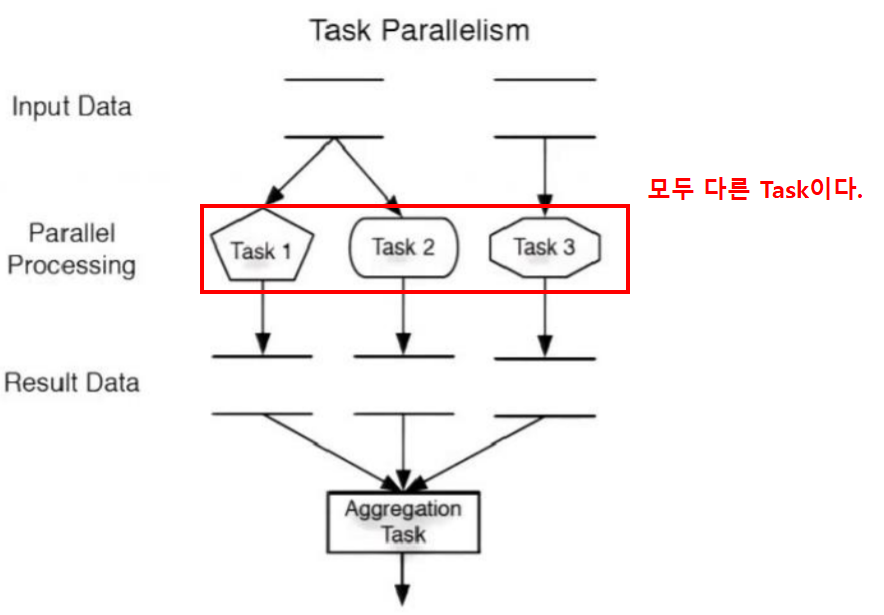 Task Parallelism
Input Data
모두 다른 Task이다.
Parallel
Processing
Task 1
Task 2
Task 3
Result Data
Aggregation
Task